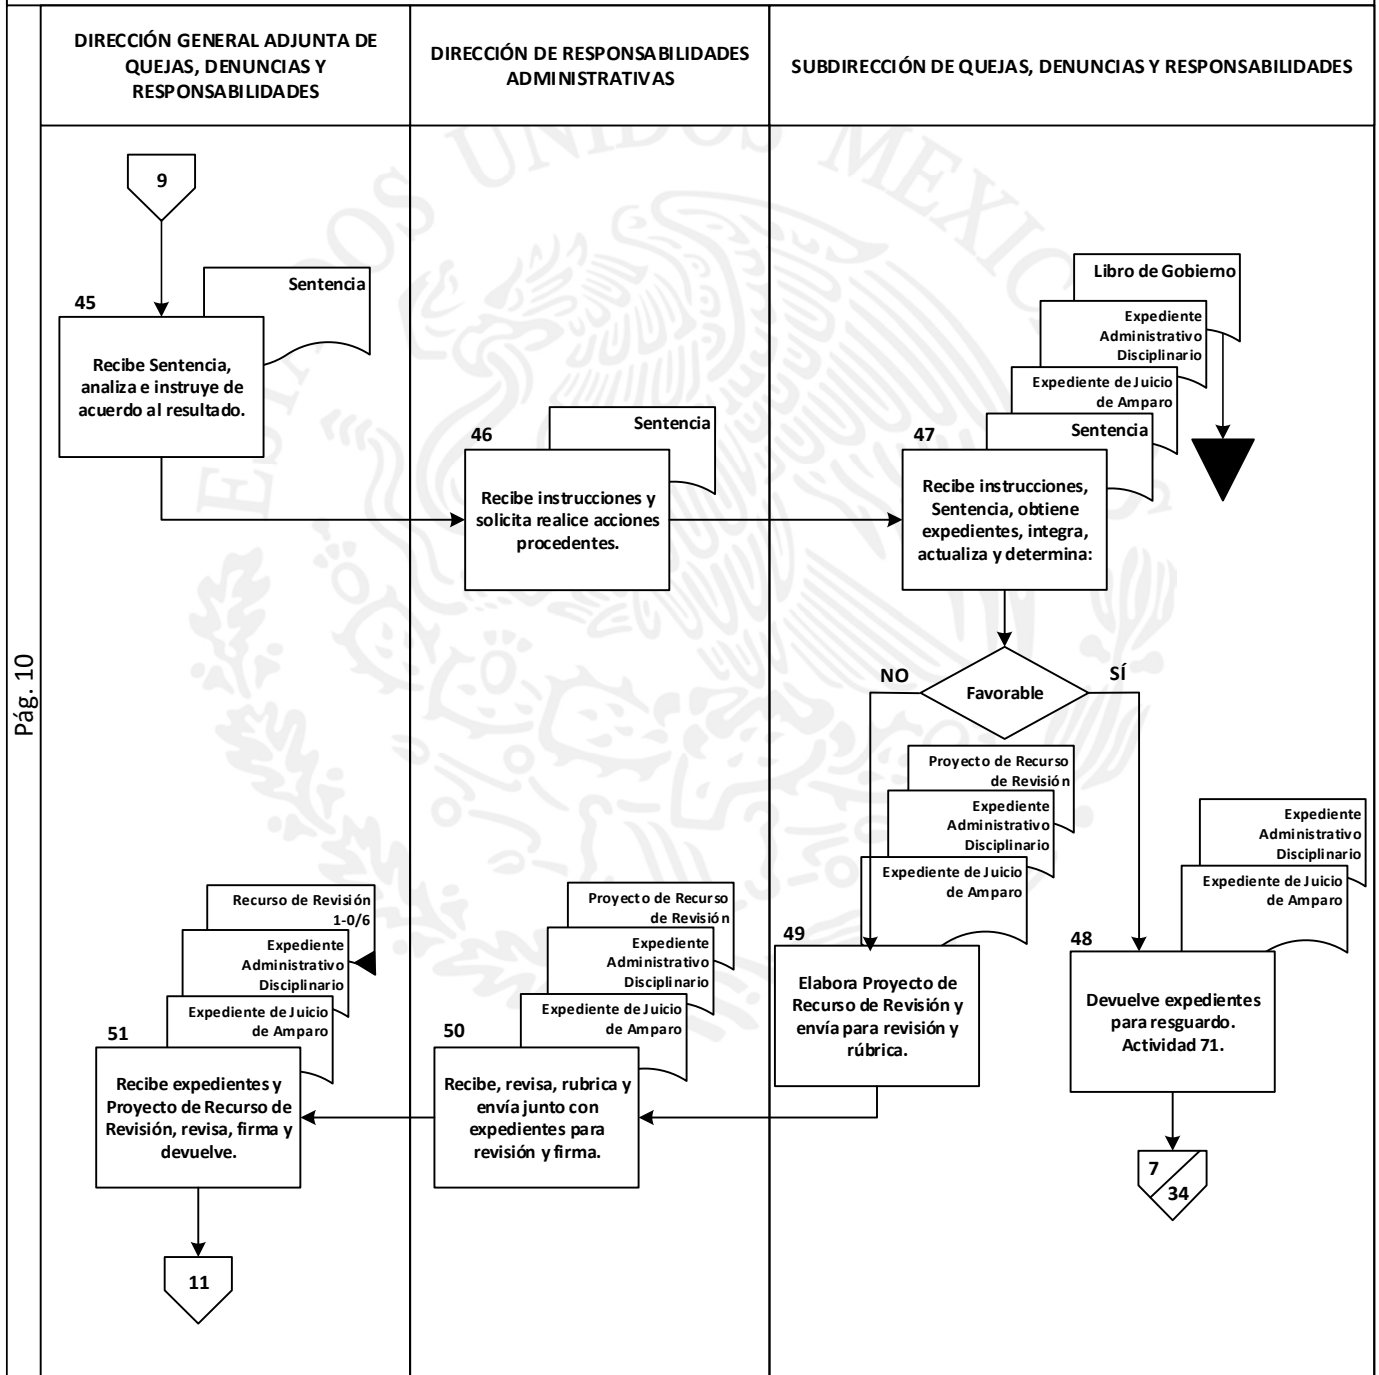 DIRECCIÓN GENERAL ADJUNTA DE
QUEJAS, DENUNCIAS Y
RESPONSABILIDADES
DIRECCIÓN DE RESPONSABILIDADES
ADMINISTRATIVAS
SUBDIRECCIÓN DE QUEJAS, DENUNCIAS Y RESPONSABILIDADES
Pág. 10
ESTADOS UNIDOS MEXICANOS
9
Sentencia
45
Recibe Sentencia,
analiza e instruye de
acuerdo al resultado.
Sentencia
46
Recibe instrucciones y
solicita realice acciones
procedentes.
Libro de Gobierno
Expediente
Administrativo
Disciplinario
Expediente de Juicio
de Amparo
Sentencia
47
Recibe instrucciones,
Sentencia, obtiene
expedientes, integra,
actualiza y determina:
Favorable
NO
SÍ
Proyecto de Recurso
de Revisión
Expediente
Administrativo
Disciplinario
Expediente de Juicio
de Amparo
49
Elabora Proyecto de
Recurso de Revisión y
envía para revisión y
rúbrica.
Expediente
Administrativo
Disciplinario
Expediente de Juicio
de Amparo
48
Devuelve expedientes
para resguardo.
Actividad 71.
7
34
Proyecto de Recurso
de Revisión
Expediente
Administrativo
Disciplinario
Expediente de Juicio
de Amparo
50
Recibe, revisa, rubrica y
envía junto con
expedientes para
revisión y firma.
Recurso de Revisión
1-0/6
Expediente
Administrativo
Disciplinario
Expediente de Juicio
de Amparo
51
Recibe expedientes y
Proyecto de Recurso de
Revisión, revisa, firma y
devuelve.
11